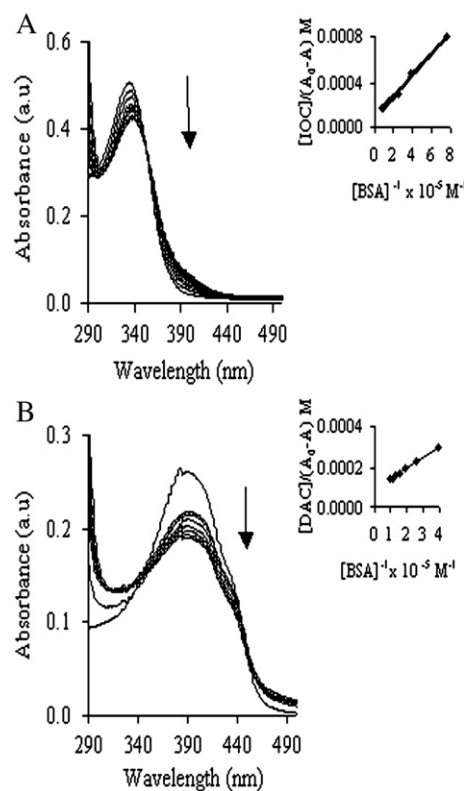 A
0.6
0.4
0.2
0.0
Absorbance (a.u)
290 340 390 440 490
Wavelength (nm)
[IOC]/(A₀-A) M
0.0008
0.0004
0.0000
0 2 4 6 8
[BSA]⁻¹ x 10⁻⁵ M⁻¹
B
0.3
0.2
0.1
0.0
Absorbance (a.u)
290 340 390 440 490
Wavelength (nm)
[DAC]/(A₀-A) M
0.0004
0.0002
0.0000
0 1 2 3 4
[BSA]⁻¹ x 10⁻⁵ M⁻¹